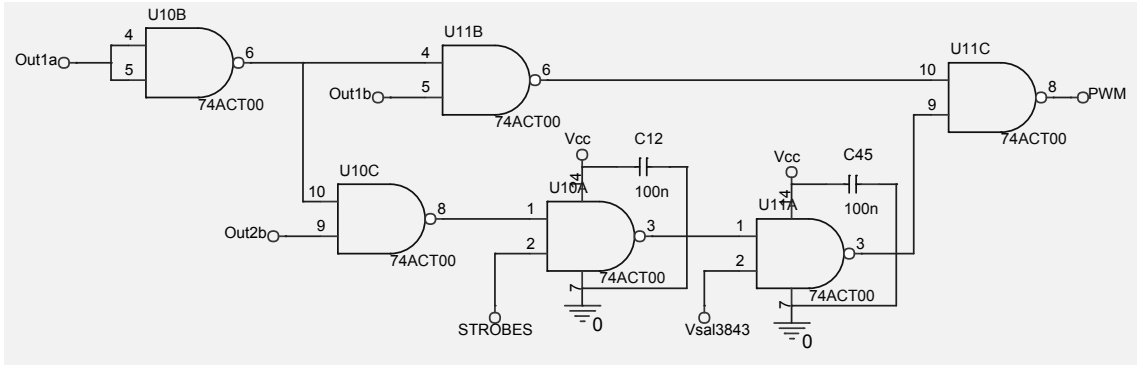 U10B
4
5
6
Out1a
74ACT00
U11B
4
5
6
Out1b
74ACT00
U11C
10
9
8
PWM
74ACT00
U10C
10
9
8
Out2b
74ACT00
Vcc
C12
100n
14
U10A
1
2
3
7
74ACT00
STROBES
0
Vcc
C45
100n
14
U11A
1
2
3
7
74ACT00
Vsal3843
0